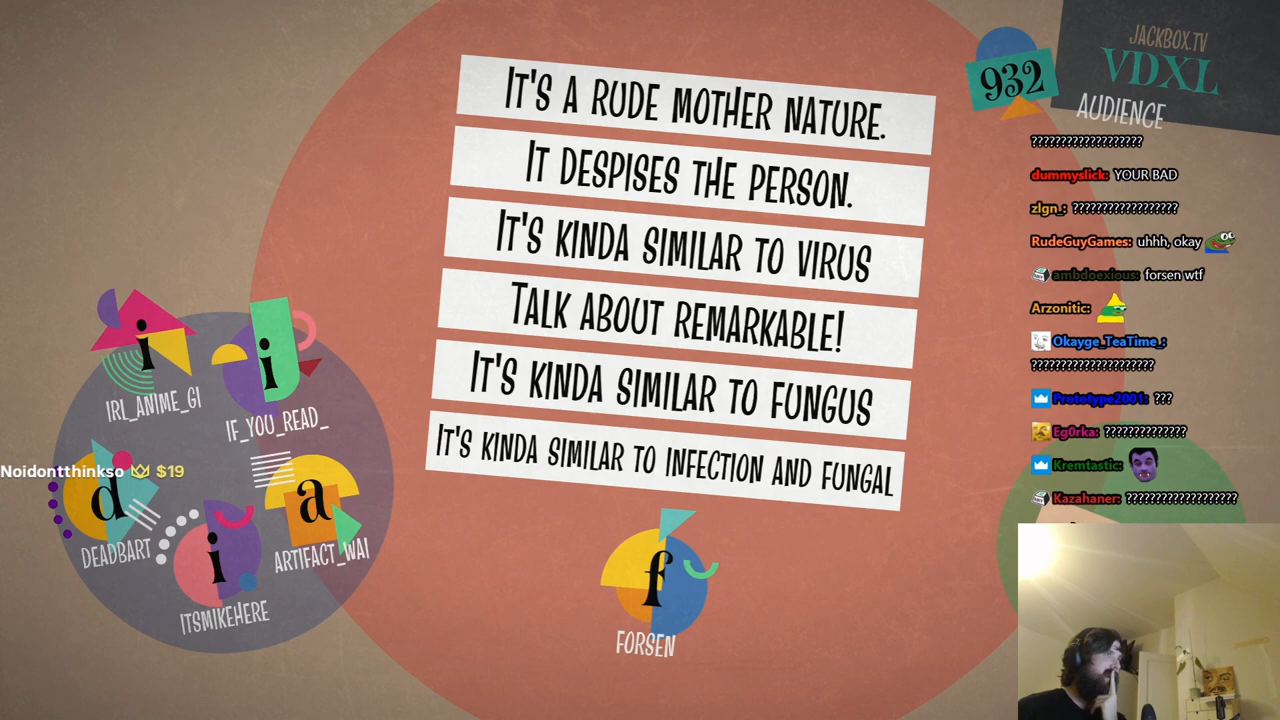 IT'S A RUDE MOTHER NATURE.
IT DESPISES THE PERSON.
IT'S KINDA SIMILAR TO VIRUS
TALK ABOUT REMARKABLE!
IT'S KINDA SIMILAR TO FUNGUS
IT'S KINDA SIMILAR TO INFECTION AND FUNGAL
f
FORSEN
i
IRL_ANIME_GI
i
IF_YOU_READ_
Noidontthinkso $19
d
DEADBART
i
ITSMIKEHERE
a
ARTIFACT_WAI
932
JACKBOX.TV
VDXL
AUDIENCE
???????????????????
dummyslick: YOUR BAD
zlgn_: ??????????????????
RudeGuyGames: uhhh, okay
ambdoexious: forsen wtf
Arzonitic:
Okayge_TeaTime_:
?????????????????????
Prototype2001: ???
Eg0rka: ??????????????
Kremtastic:
Kazahaner: ???????????????????